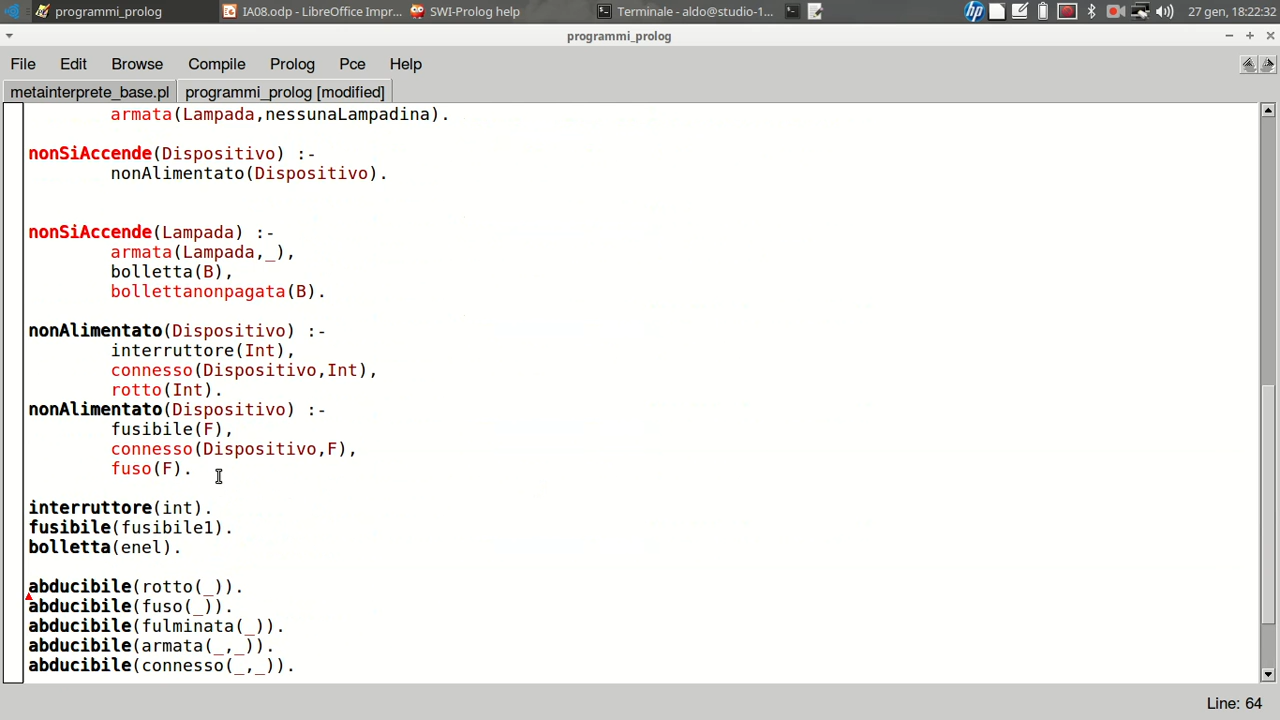 programmi_prolog
IA08.odp - LibreOffice Impr...
SWI-Prolog help
Terminale - aldo@studio-1...
27 gen, 18:22:32
programmi_prolog
File Edit Browse Compile Prolog Pce Help
metainterprete_base.pl programmi_prolog [modified]
armata(Lampada,nessunaLampadina).
nonSiAccende(Dispositivo) :-
nonAlimentato(Dispositivo).
nonSiAccende(Lampada) :-
armata(Lampada,_),
bolletta(B),
bollettanonpagata(B).
nonAlimentato(Dispositivo) :-
interruttore(Int),
connesso(Dispositivo,Int),
rotto(Int).
nonAlimentato(Dispositivo) :-
fusibile(F),
connesso(Dispositivo,F),
fuso(F).
interruttore(int).
fusibile(fusibile1).
bolletta(enel).
abducibile(rotto(_)).
abducibile(fuso(_)).
abducibile(fulminata(_)).
abducibile(armata(_,_)).
abducibile(connesso(_,_)).
Line: 64